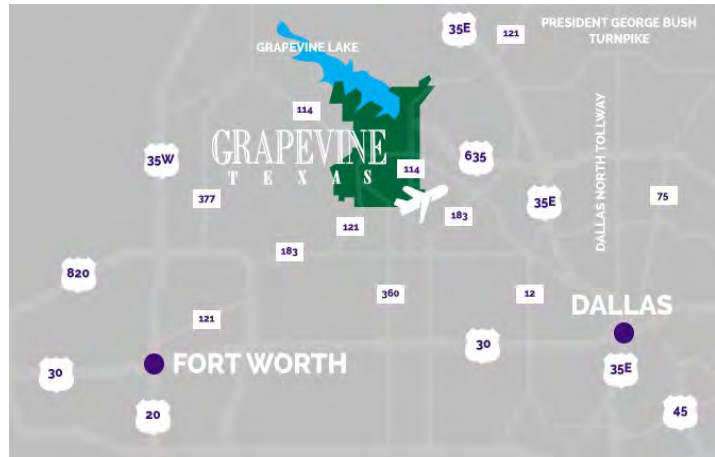 35E
121
PRESIDENT GEORGE BUSH
TURNPIKE
GRAPEVINE LAKE
114
DALLAS NORTH TOLLWAY
GRAPEVINE
TEXAS
35W
635
114
377
35E
75
183
121
183
820
360
12
DALLAS
121
30
FORT WORTH
30
35E
20
45